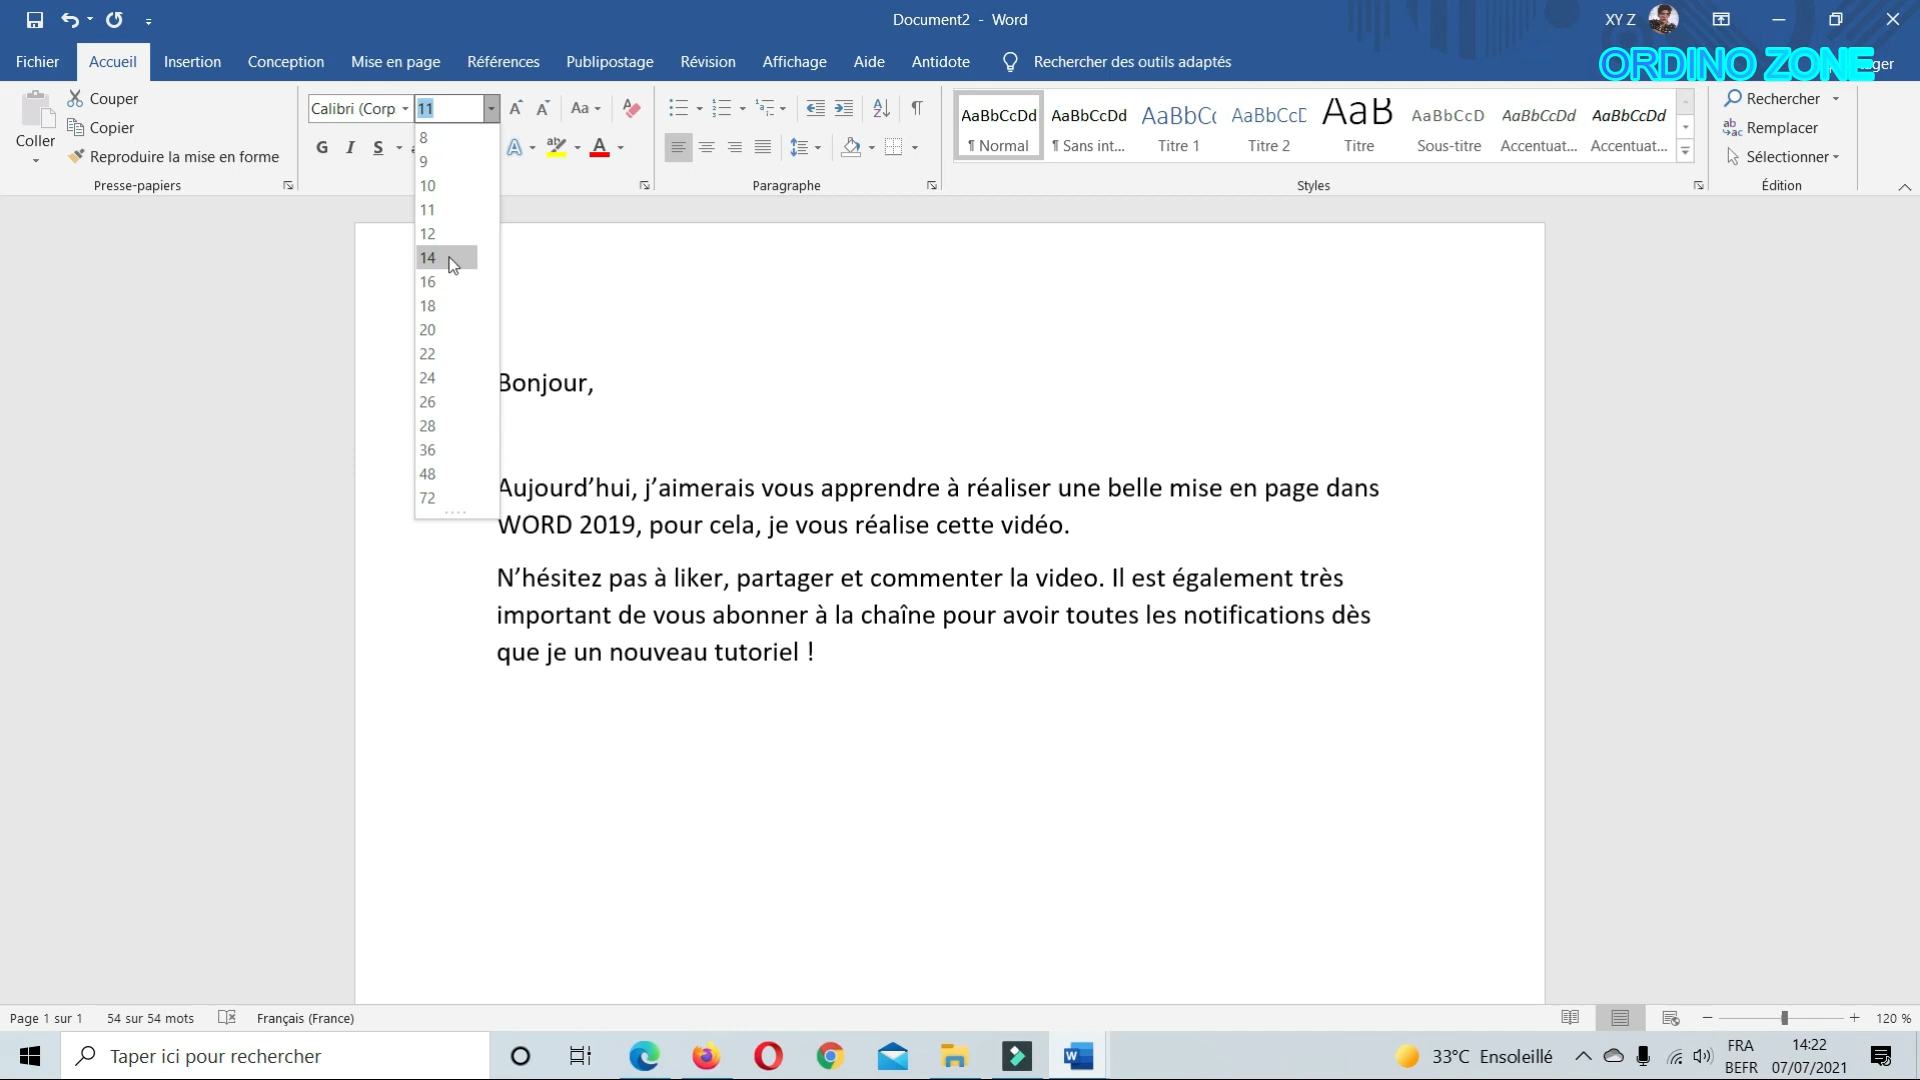 Document2 - Word
XY Z
Fichier Accueil Insertion Conception Mise en page Références Publipostage Révision Affichage Aide Antidote Rechercher des outils adaptés
ORDINO ZONE
Coller
Couper
Copier
Reproduire la mise en forme
Presse-papiers
Calibri (Corp 11
Aa
G I S
A A
Paragraphe
AaBbCcDd AaBbCcDd AaBbCc AaBbCcC AaB AaBbCcD AaBbCcDd AaBbCcDd
¶ Normal ¶ Sans int... Titre 1 Titre 2 Titre Sous-titre Accentuat... Accentuat...
Styles
Rechercher
Remplacer
Sélectionner
Édition
8
9
10
11
12
14
16
18
20
22
24
26
28
36
48
72
Bonjour,
Aujourd’hui, j’aimerais vous apprendre à réaliser une belle mise en page dans
WORD 2019, pour cela, je vous réalise cette vidéo.
N’hésitez pas à liker, partager et commenter la video. Il est également très
important de vous abonner à la chaîne pour avoir toutes les notifications dès
que je un nouveau tutoriel !
Page 1 sur 1 54 sur 54 mots Français (France) 120 %
Taper ici pour rechercher
33°C Ensoleillé
FRA
BEFR
14:22
07/07/2021